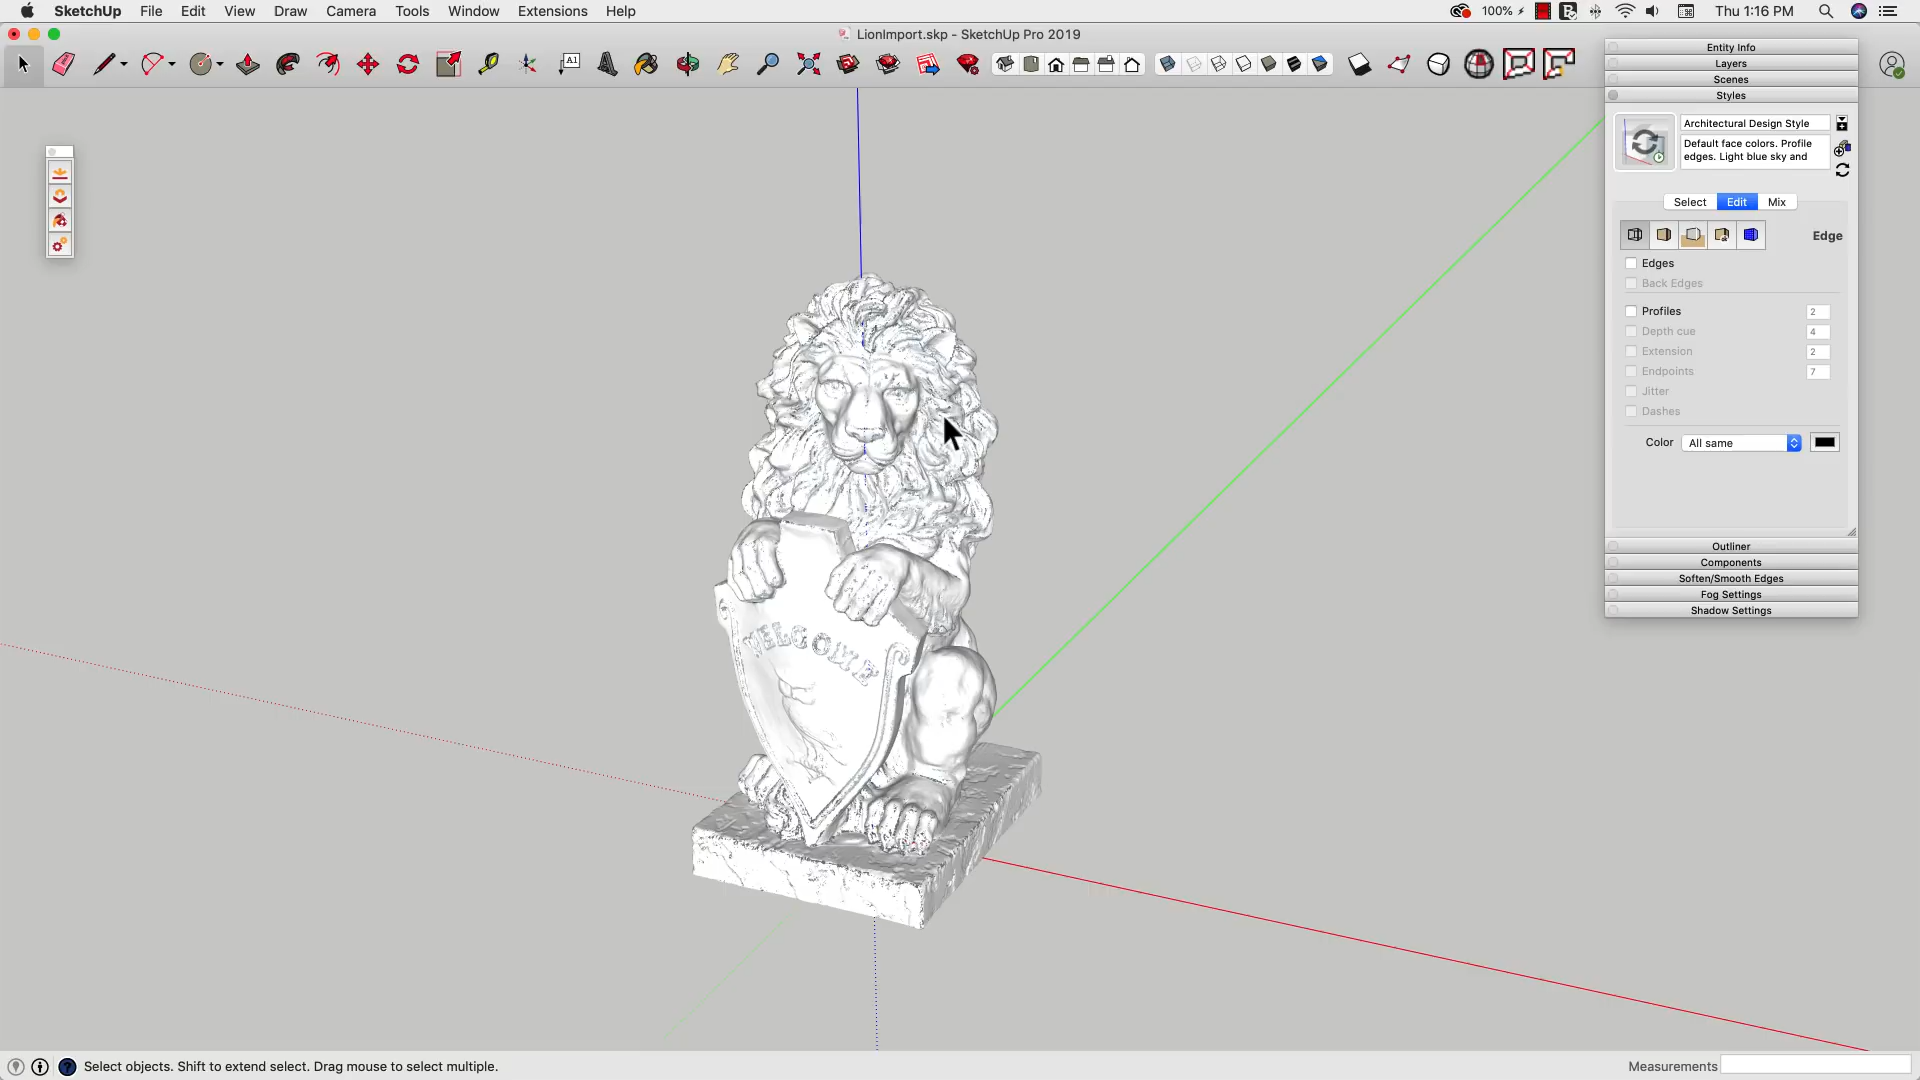 SketchUp File Edit View Draw Camera Tools Window Extensions Help
100%
Thu 1:16 PM
LionImport.skp - SketchUp Pro 2019
A1
Entity Info
Layers
Scenes
Styles
Architectural Design Style
Default face colors. Profile
edges. Light blue sky and
Select Edit Mix
Edge
Edges
Back Edges
Profiles 2
Depth cue 4
Extension 2
Endpoints 7
Jitter
Dashes
Color All same
Outliner
Components
Soften/Smooth Edges
Fog Settings
Shadow Settings
WELCOME
Select objects. Shift to extend select. Drag mouse to select multiple.
Measurements